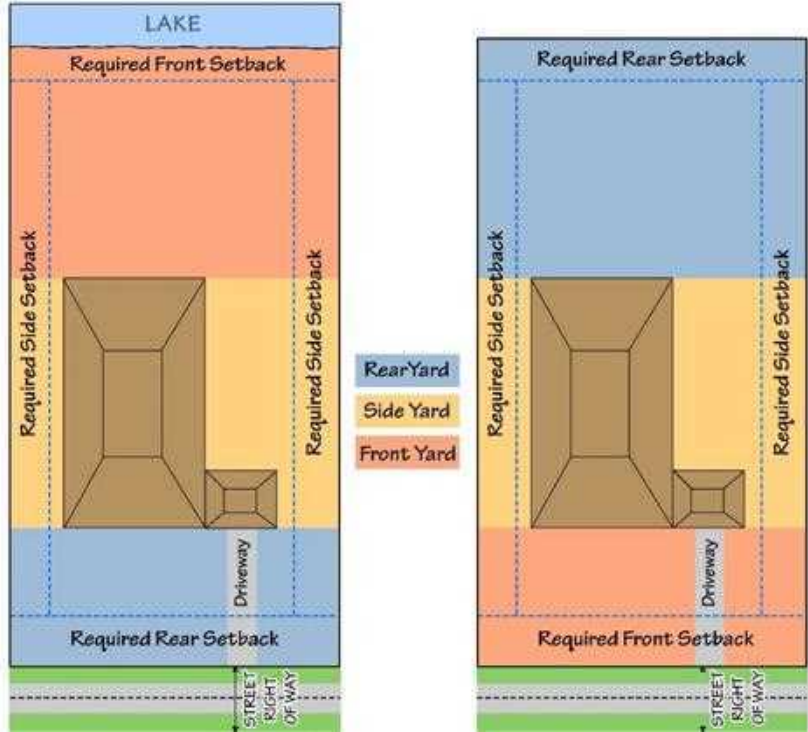 LAKE
Required Front Setback
Required Side Setback
Required Side Setback
Driveway
Required Rear Setback
STREET
RIGHT
OF WAY
RearYard
Side Yard
Front Yard
Required Rear Setback
Required Side Setback
Required Side Setback
Driveway
Required Front Setback
STREET
RIGHT
OF WAY